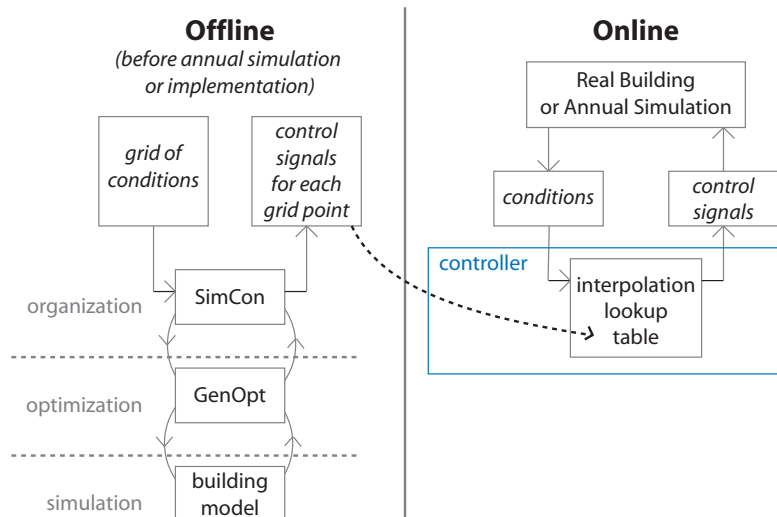 Offline
(before annual simulation
or implementation)
grid of
conditions
control
signals
for each
grid point
organization
SimCon
optimization
GenOpt
simulation
building
model
Online
Real Building
or Annual Simulation
conditions
control
signals
controller
interpolation
lookup
table